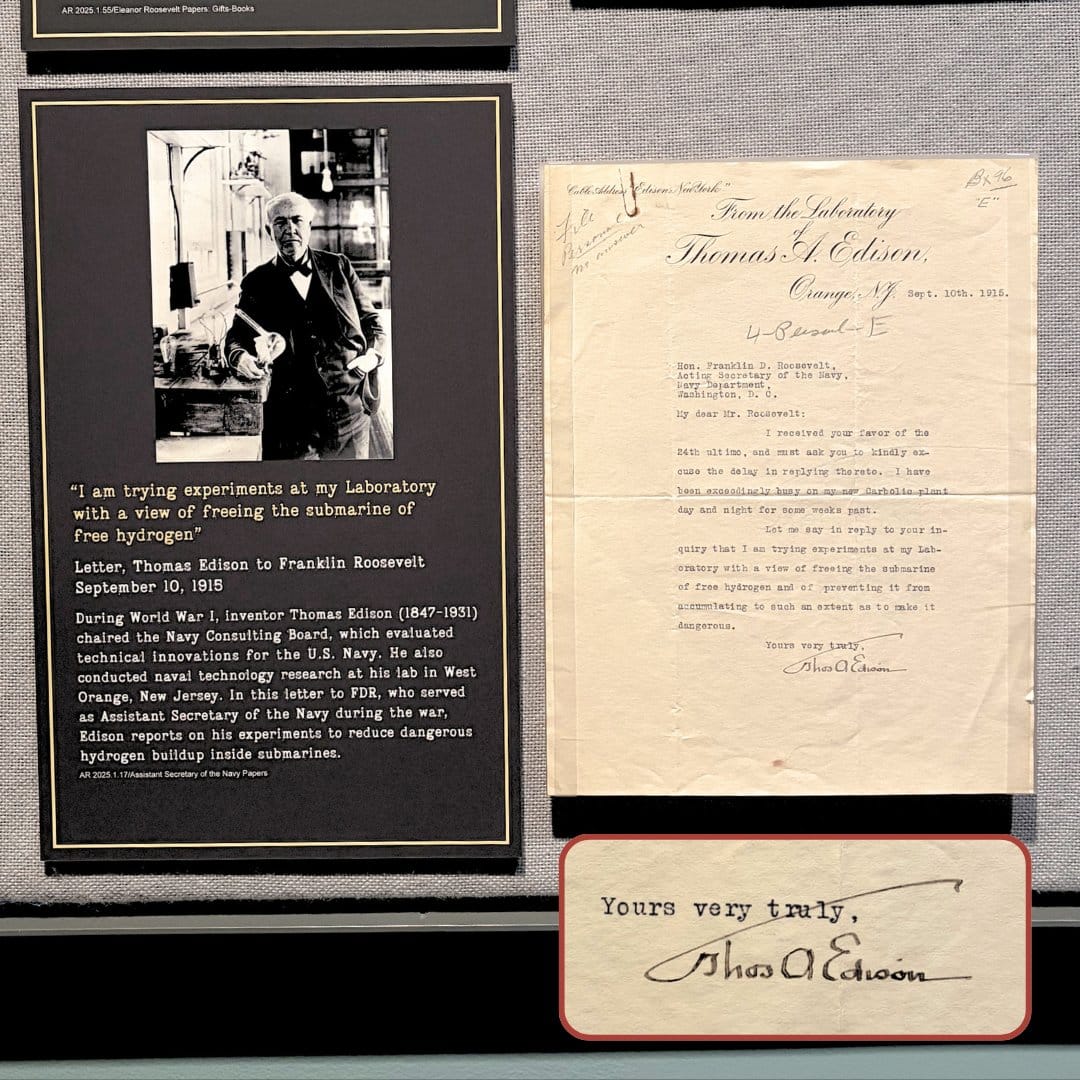 AR 2025.1.55/Eleanor Roosevelt Papers: Gifts-Books
"I am trying experiments at my Laboratory
with a view of freeing the submarine of
free hydrogen"
Letter, Thomas Edison to Franklin Roosevelt
September 10, 1915
During World War I, inventor Thomas Edison (1847-1931)
chaired the Navy Consulting Board, which evaluated
technical innovations for the U.S. Navy. He also
conducted naval technology research at his lab in West
Orange, New Jersey. In this letter to FDR, who served
as Assistant Secretary of the Navy during the war,
Edison reports on his experiments to reduce dangerous
hydrogen buildup inside submarines.
AR 2025.1.17/Assistant Secretary of the Navy Papers
Cable Address "Edison, New York"
Bx 96
"E"
File
Personal
no answer
From the Laboratory
of
Thomas A. Edison,
Orange, N.J. Sept. 10th. 1915.
Hon. Franklin D. Roosevelt,
Acting Secretary of the Navy,
Navy Department,
Washington, D. C.
My dear Mr. Roosevelt:
I received your favor of the
24th ultimo, and must ask you to kindly ex-
cuse the delay in replying thereto. I have
been exceedingly busy on my new Carbolic plant
day and night for some weeks past.
Let me say in reply to your in-
quiry that I am trying experiments at my Lab-
oratory with a view of freeing the submarine
of free hydrogen and of preventing it from
accumulating to such an extent as to make it
dangerous.
Yours very truly,
Thos A Edison
Yours very truly,
Thos A Edison